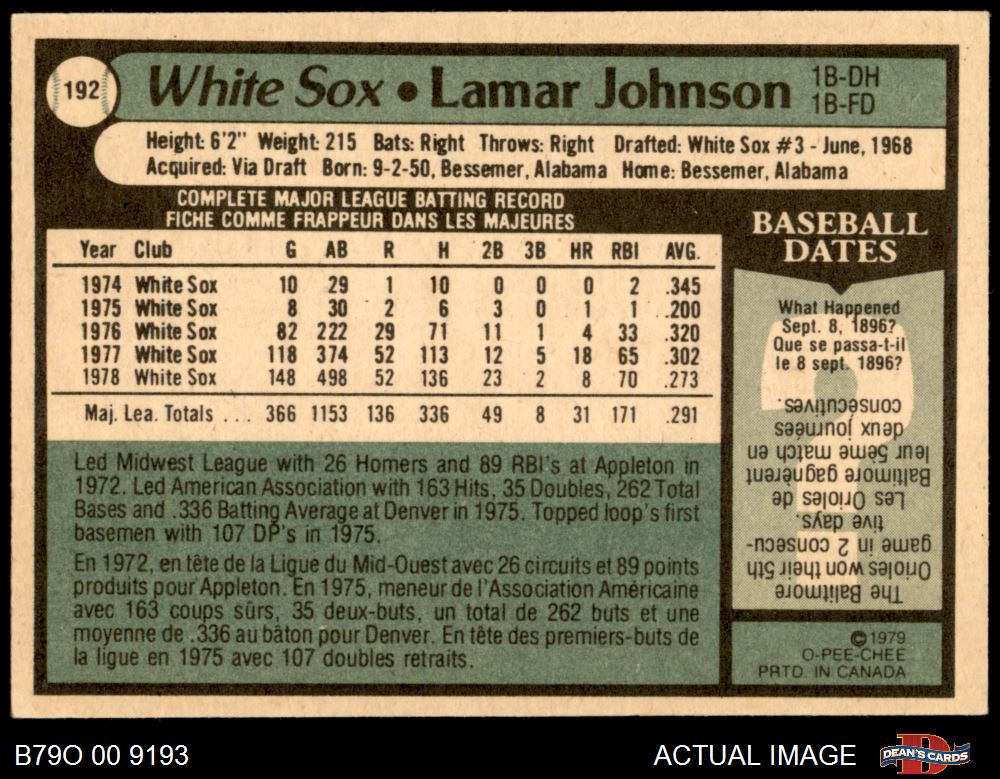 192
White Sox • Lamar Johnson
1B-DH
1B-FD
Height: 6'2" Weight: 215 Bats: Right Throws: Right Drafted: White Sox #3 - June, 1968
Acquired: Via Draft Born: 9-2-50, Bessemer, Alabama Home: Bessemer, Alabama
COMPLETE MAJOR LEAGUE BATTING RECORD
FICHE COMME FRAPPEUR DANS LES MAJEURES
Year Club G AB R H 2B 3B HR RBI AVG.
1974 White Sox 10 29 1 10 0 0 0 2 .345
1975 White Sox 8 30 2 6 3 0 1 1 .200
1976 White Sox 82 222 29 71 11 1 4 33 .320
1977 White Sox 118 374 52 113 12 5 18 65 .302
1978 White Sox 148 498 52 136 23 2 8 70 .273
Maj. Lea. Totals . . . 366 1153 136 336 49 8 31 171 .291
Led Midwest League with 26 Homers and 89 RBI's at Appleton in
1972. Led American Association with 163 Hits, 35 Doubles, 262 Total
Bases and .336 Batting Average at Denver in 1975. Topped loop's first
basemen with 107 DP's in 1975.
En 1972, en tête de la Ligue du Mid-Ouest avec 26 circuits et 89 points
produits pour Appleton. En 1975, meneur de l'Association Américaine
avec 163 coups sûrs, 35 deux-buts, un total de 262 buts et une
moyenne de .336 au bâton pour Denver. En tête des premiers-buts de
la ligue en 1975 avec 107 doubles retraits.
BASEBALL
DATES
What Happened
Sept. 8, 1896?
Que se passa-t-il
le 8 sept. 1896?
The Baltimore
Orioles won their 5th
game in 2 consecu-
tive days.
Les Orioles de
Baltimore gagnèrent
leur 5ème match en
deux journées
consécutives.
©1979
O-PEE-CHEE
PRTD. IN CANADA
B79O 00 9193
ACTUAL IMAGE
DEAN'S CARDS